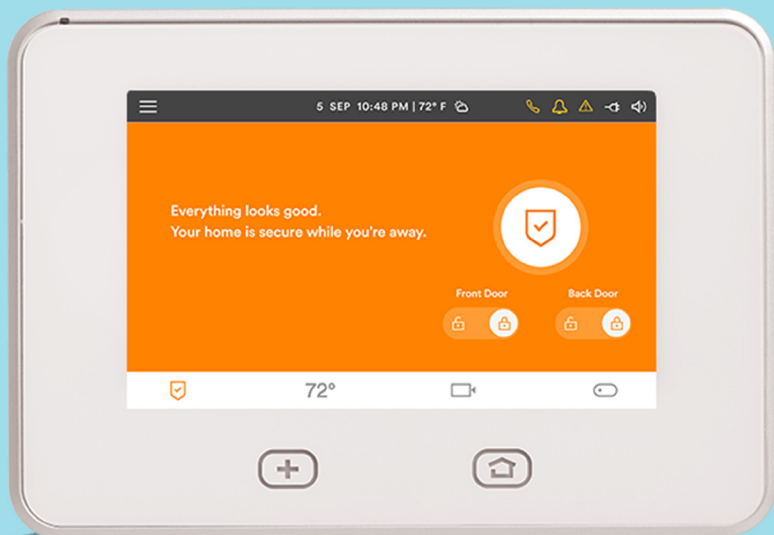 5 SEP 10:48 PM | 72° F
Everything looks good.
Your home is secure while you're away.
Front Door
Back Door
72°